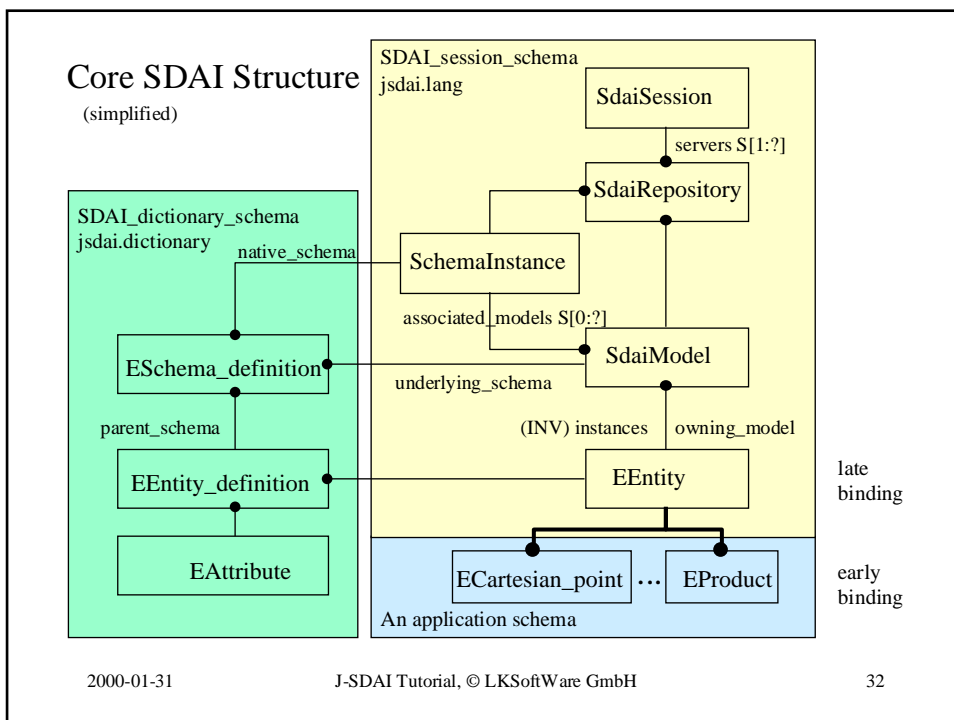 Core SDAI Structure
(simplified)
SDAI_session_schema
jsdai.lang
SdaiSession
servers S[1:?]
SdaiRepository
SDAI_dictionary_schema
jsdai.dictionary
native_schema
SchemaInstance
associated_models S[0:?]
ESchema_definition
SdaiModel
underlying_schema
parent_schema
(INV) instances
owning_model
EEntity_definition
EEntity
late
binding
EAttribute
ECartesian_point
...
EProduct
early
binding
An application schema
2000-01-31
J-SDAI Tutorial, © LKSoftWare GmbH
32